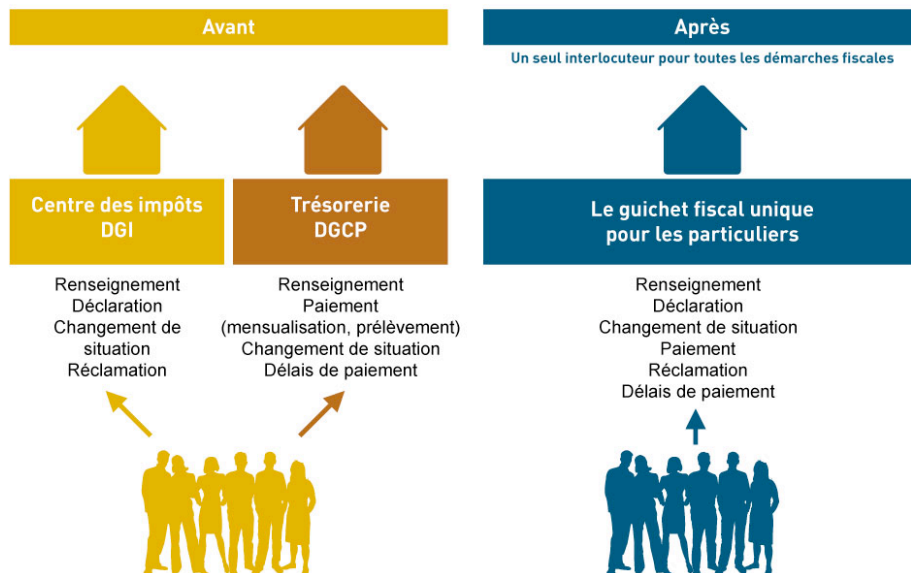 Avant
Centre des impôts
DGI
Renseignement
Déclaration
Changement de
situation
Réclamation
Trésorerie
DGCP
Renseignement
Paiement
(mensualisation, prélèvement)
Changement de situation
Délais de paiement
Après
Un seul interlocuteur pour toutes les démarches fiscales
Le guichet fiscal unique
pour les particuliers
Renseignement
Déclaration
Changement de situation
Paiement
Réclamation
Délais de paiement